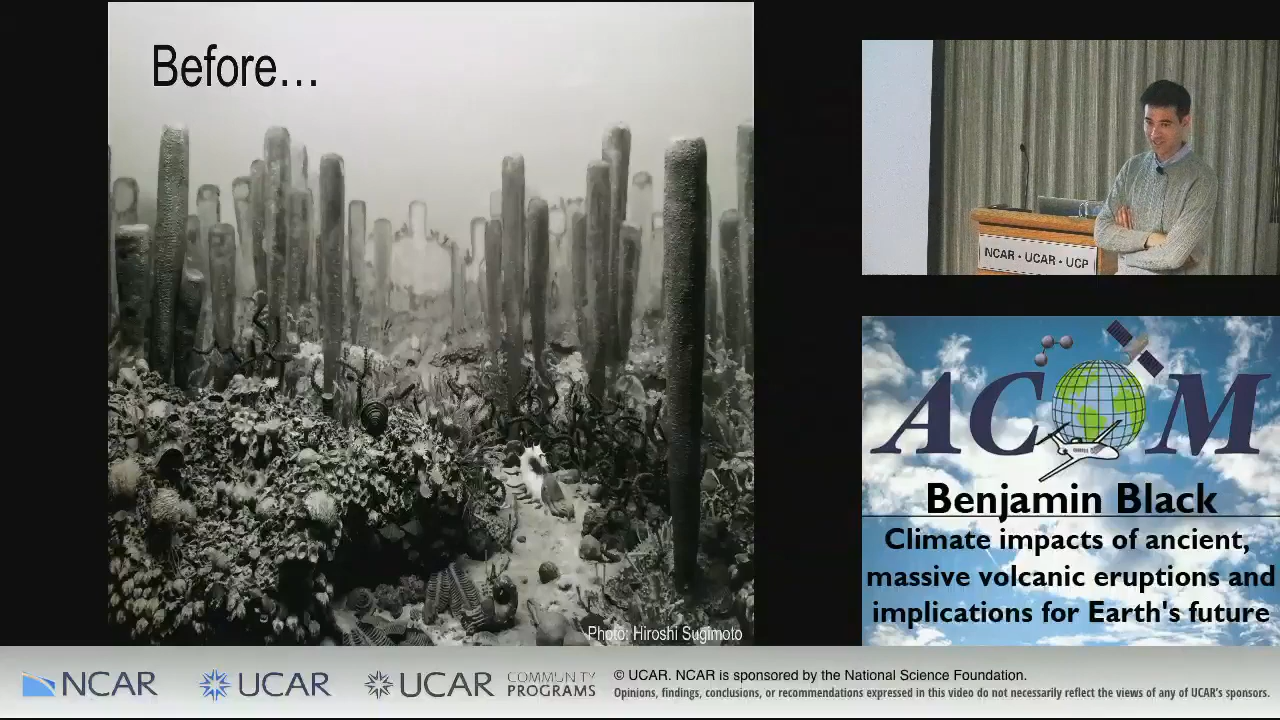 Before...
Photo: Hiroshi Sugimoto
NCAR • UCAR • UCP
ACOM
Benjamin Black
Climate impacts of ancient,
massive volcanic eruptions and
implications for Earth's future
NCAR
UCAR
UCAR
COMMUNITY
PROGRAMS
© UCAR. NCAR is sponsored by the National Science Foundation.
Opinions, findings, conclusions, or recommendations expressed in this video do not necessarily reflect the views of any of UCAR's sponsors.